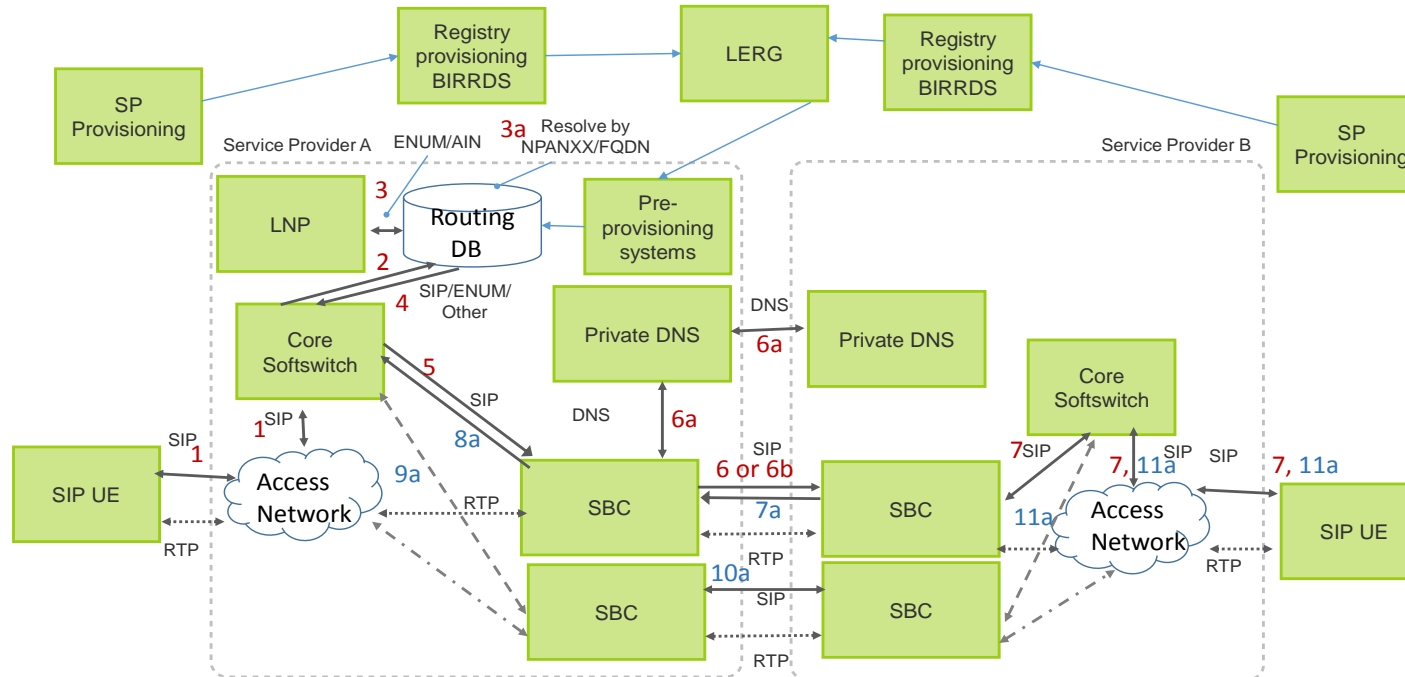 Registry
provisioning
BIRRDS
LERG
Registry
provisioning
BIRRDS
SP
Provisioning
SP
Provisioning
Service Provider A
ENUM/AIN
3a
Resolve by
NPANXX/FQDN
Service Provider B
3
LNP
Routing
DB
Pre-
provisioning
systems
2
4
SIP/ENUM/
Other
Core
Softswitch
Private DNS
DNS
6a
Private DNS
Core
Softswitch
5
SIP
8a
DNS
6a
1
SIP
SIP
1
9a
SIP UE
Access
Network
RTP
RTP
SBC
SIP
6 or 6b
7a
RTP
SBC
7
SIP
7, 11a
SIP
SIP
7, 11a
11a
Access
Network
RTP
SIP UE
SBC
10a
SIP
RTP
SBC